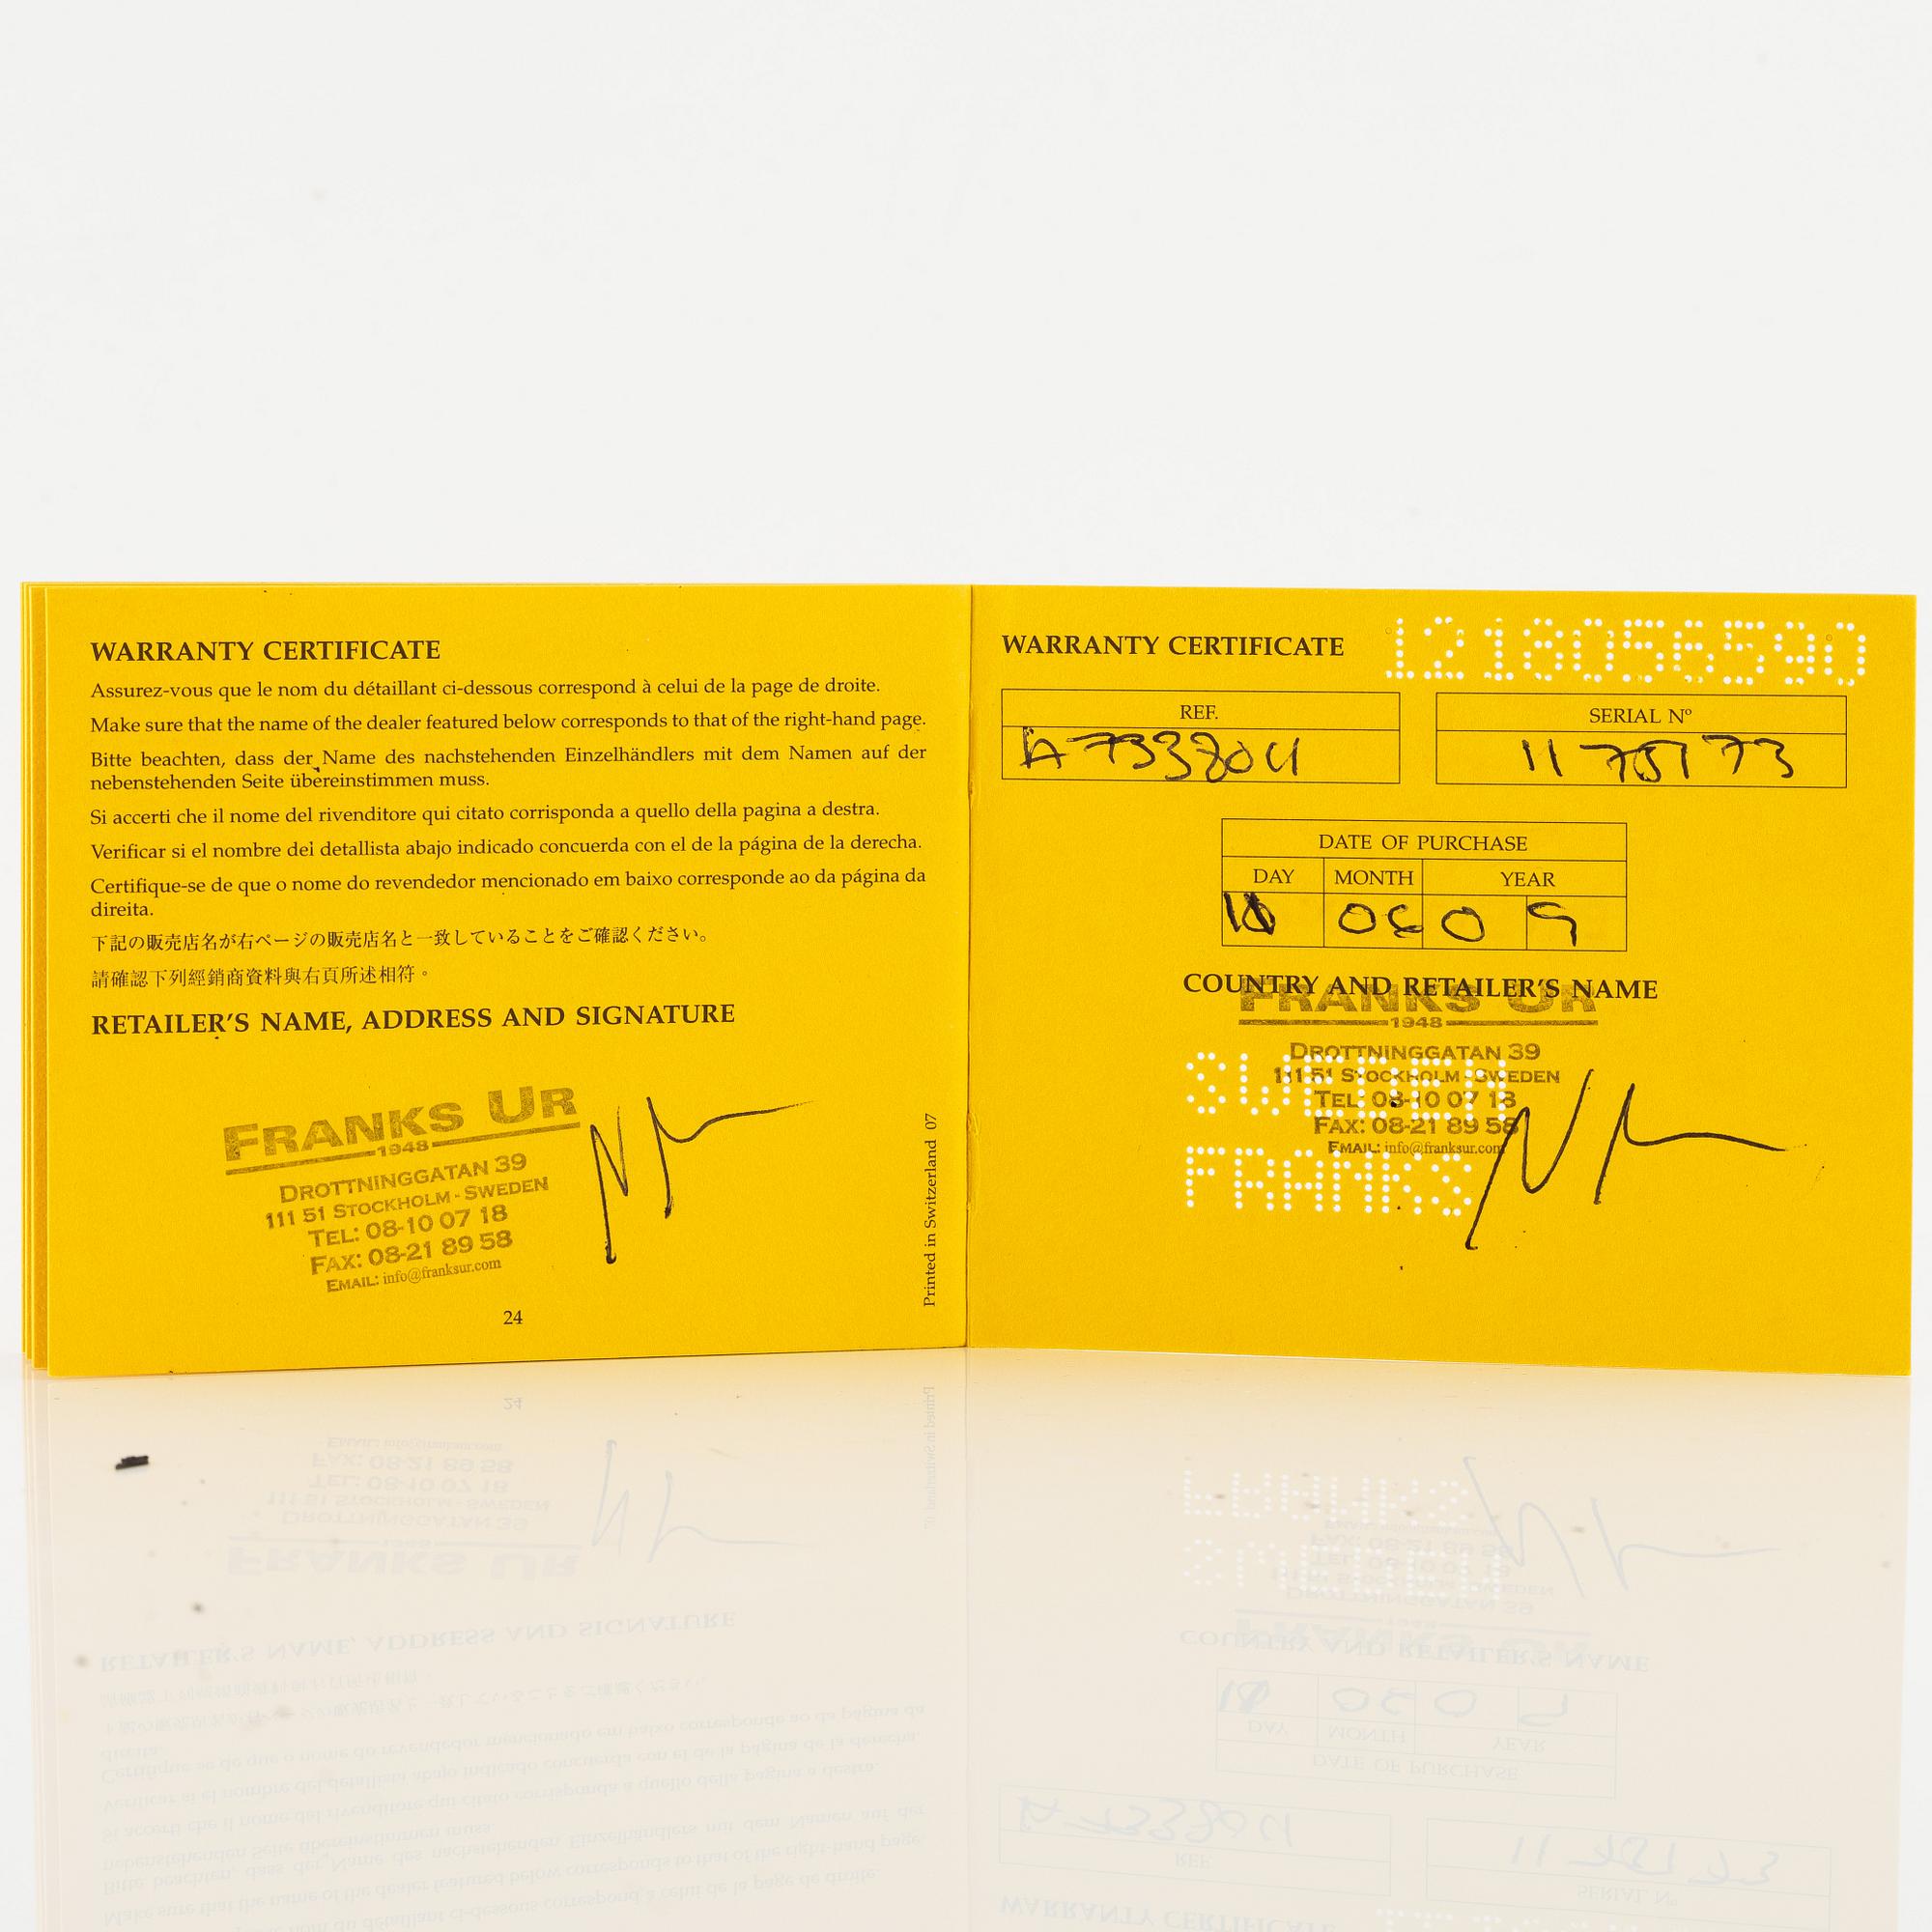 WARRANTY CERTIFICATE
Assurez-vous que le nom du détaillant ci-dessous correspond à celui de la page de droite.
Make sure that the name of the dealer featured below corresponds to that of the right-hand page.
Bitte beachten, dass der Name des nachstehenden Einzelhändlers mit dem Namen auf der
nebenstehenden Seite übereinstimmen muss.
Si accerti che il nome del rivenditore qui citato corrisponda a quello della pagina a destra.
Verificar si el nombre del detallista abajo indicado concuerda con el de la página de la derecha.
Certifique-se de que o nome do revendedor mencionado em baixo corresponde ao da página da
direita.
下記の販売店名が右ページの販売店名と一致していることをご確認ください。
請確認下列經銷商資料與右頁所述相符。
RETAILER'S NAME, ADDRESS AND SIGNATURE
FRANKS UR
1948
DROTTNINGGATAN 39
111 51 STOCKHOLM - SWEDEN
TEL: 08-10 07 18
FAX: 08-21 89 58
EMAIL: info@franksur.com
24
Printed in Switzerland 07
WARRANTY CERTIFICATE
1218056590
REF.
A7338011
SERIAL Nº
1175173
DATE OF PURCHASE
DAY MONTH YEAR
06 0 9
COUNTRY AND RETAILER'S NAME
FRANKS UR
1948
DROTTNINGGATAN 39
111 51 STOCKHOLM - SWEDEN
TEL: 08-10 07 18
FAX: 08-21 89 58
EMAIL: info@franksur.com
SWEDEN
FRANKS